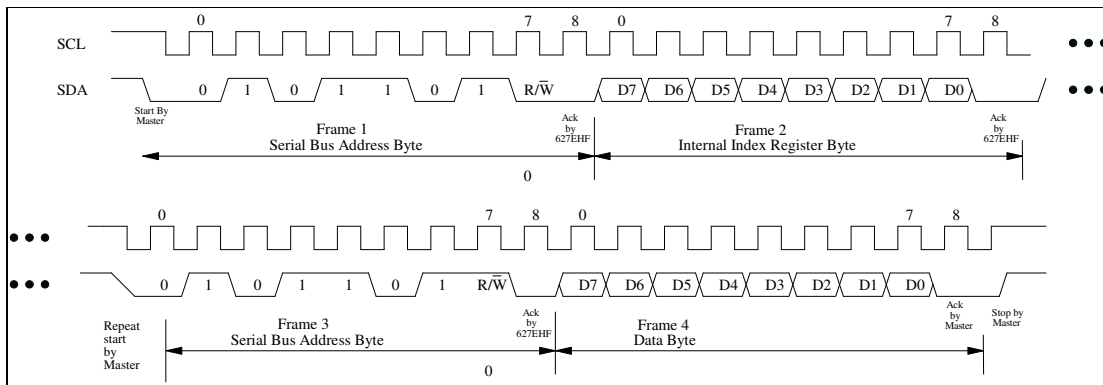 0 7 8 0 7 8
SCL
SDA 0 1 0 1 1 0 1 R/W̅ D7 D6 D5 D4 D3 D2 D1 D0
Start By
Master
Frame 1
Serial Bus Address Byte
Ack
by
627EHF
Frame 2
Internal Index Register Byte
Ack
by
627EHF
0
0 7 8 0 7 8
0 1 0 1 1 0 1 R/W̅ D7 D6 D5 D4 D3 D2 D1 D0
Repeat
start
by
Master
Frame 3
Serial Bus Address Byte
Ack
by
627EHF
Frame 4
Data Byte
Ack
by
Master
Stop by
Master
0